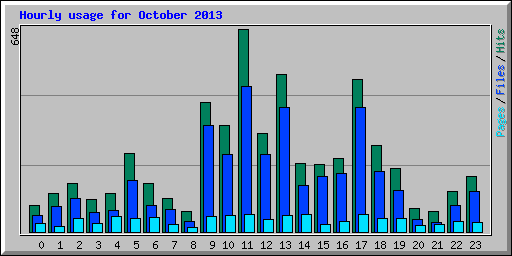 Hourly usage for October 2013
648
Pages / Files / Hits
0 1 2 3 4 5 6 7 8 9 10 11 12 13 14 15 16 17 18 19 20 21 22 23